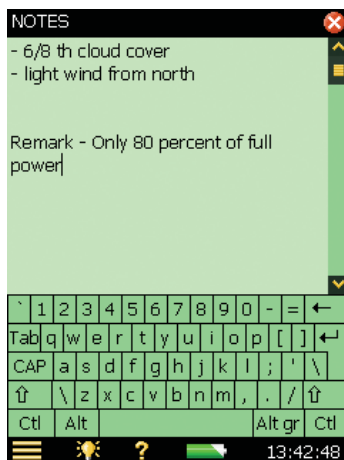 NOTES
- 6/8 th cloud cover
- light wind from north
Remark - Only 80 percent of full
power
` 1 2 3 4 5 6 7 8 9 0 - = ←
Tab q w e r t y u i o p [ ] ↵
CAP a s d f g h j k l ; ' \
⇧ \ z x c v b n m , . / ⇧
Ctl Alt Alt gr Ctl
? 13:42:48